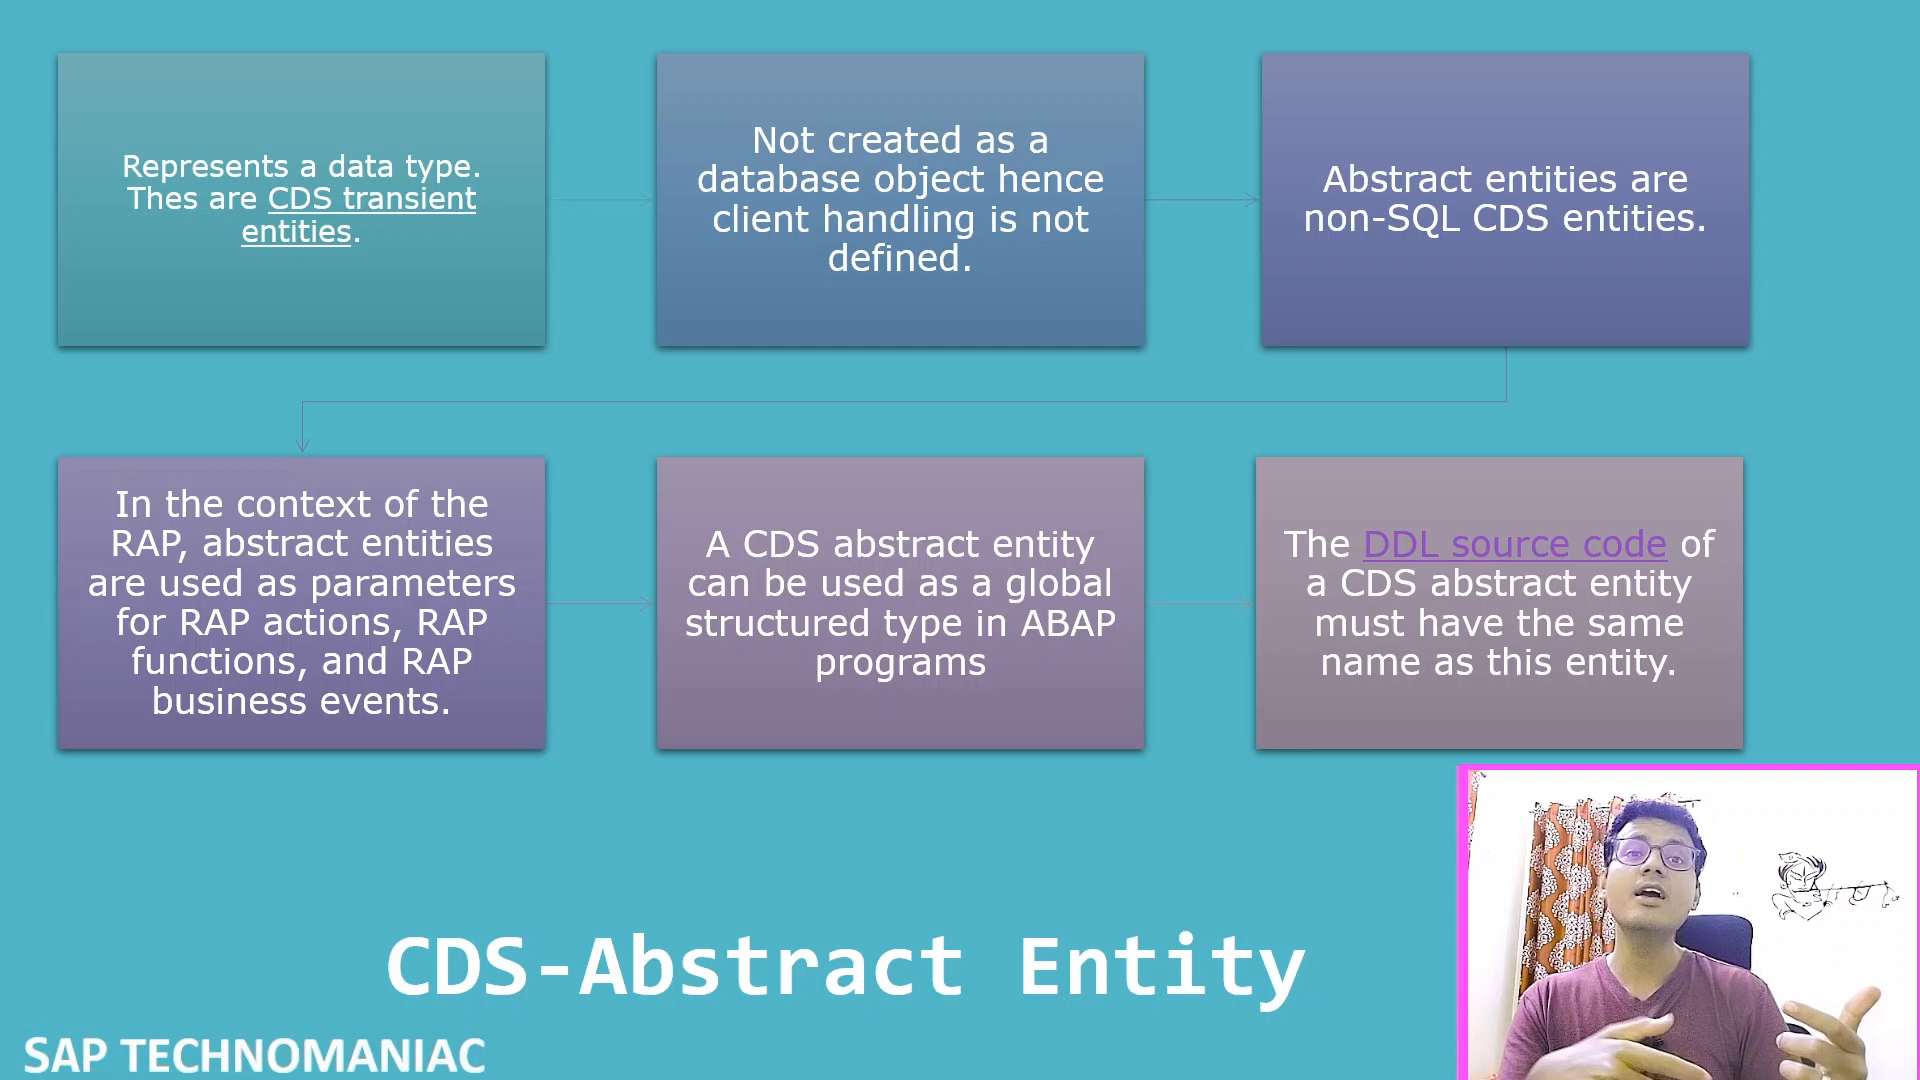 Represents a data type.
Thes are CDS transient
entities.
Not created as a
database object hence
client handling is not
defined.
Abstract entities are
non-SQL CDS entities.
In the context of the
RAP, abstract entities
are used as parameters
for RAP actions, RAP
functions, and RAP
business events.
A CDS abstract entity
can be used as a global
structured type in ABAP
programs
The DDL source code of
a CDS abstract entity
must have the same
name as this entity.
CDS-Abstract Entity
SAP TECHNOMANIAC